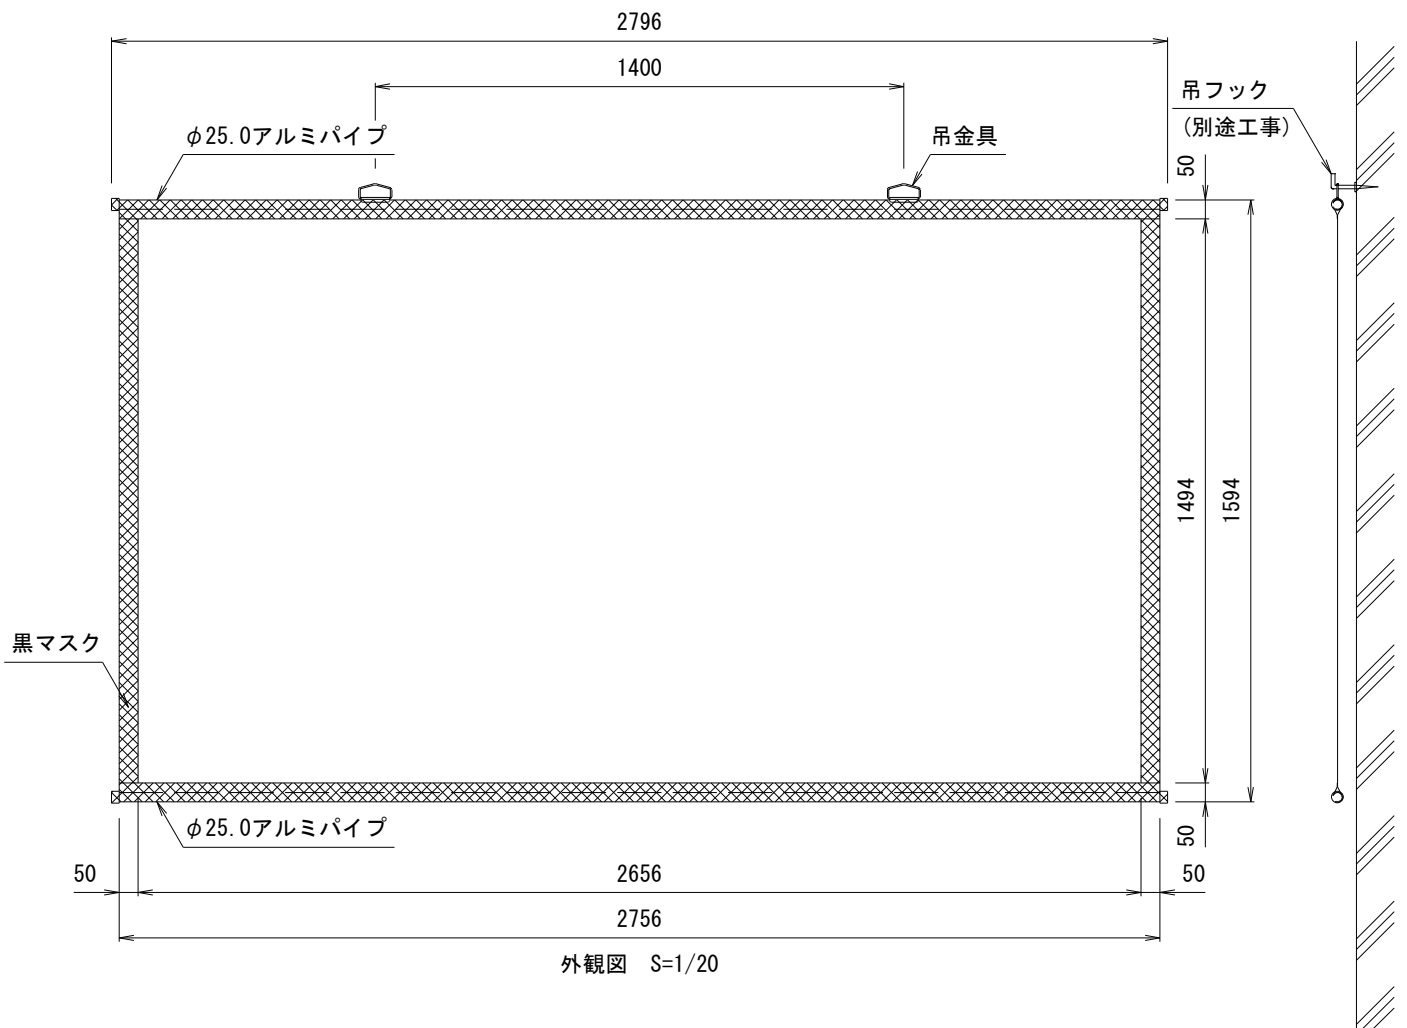 2796
1400
吊フック
(別途工事)
φ25.0アルミパイプ
吊金具
50
1494
1594
黒マスク
φ25.0アルミパイプ
50
50
2656
50
2756
外観図 S=1/20